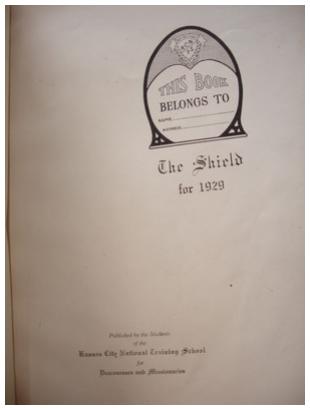 THIS BOOK
BELONGS TO
NAME
ADDRESS
The Shield
for 1929
Published by the Students
of the
Kansas City National Training School
for
Deaconesses and Missionaries